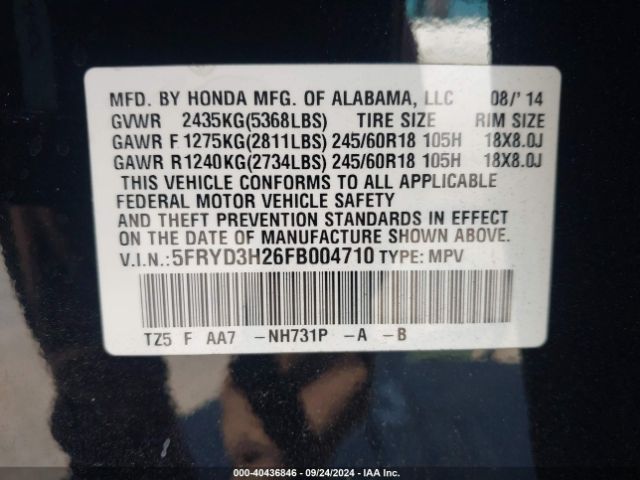 MFD. BY HONDA MFG. OF ALABAMA, LLC 08/'14
GVWR 2435KG(5368LBS) TIRE SIZE RIM SIZE
GAWR F 1275KG(2811LBS) 245/60R18 105H 18X8.0J
GAWR R1240KG(2734LBS) 245/60R18 105H 18X8.0J
THIS VEHICLE CONFORMS TO ALL APPLICABLE
FEDERAL MOTOR VEHICLE SAFETY
AND THEFT PREVENTION STANDARDS IN EFFECT
ON THE DATE OF MANUFACTURE SHOWN ABOVE.
V.I.N.:5FRYD3H26FB004710 TYPE: MPV
TZ5 F AA7 -NH731P -A -B
000-40436846 - 09/24/2024 - IAA Inc.